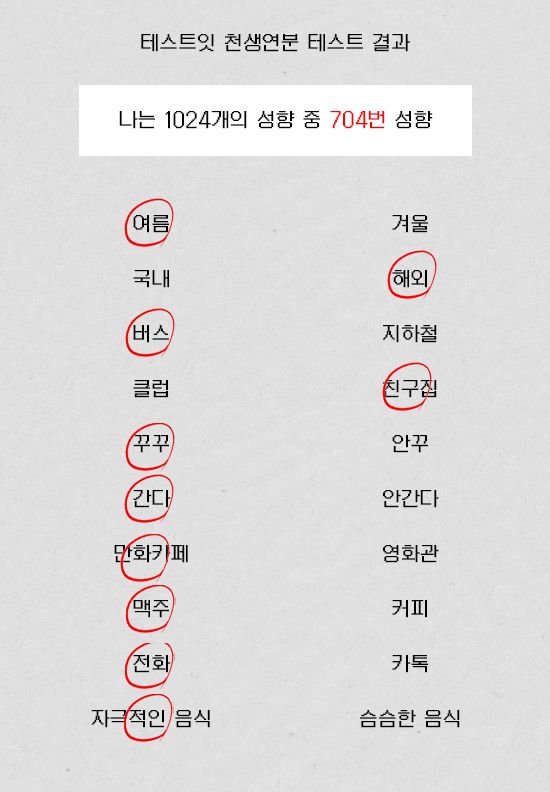 테스트잇 천생연분 테스트 결과
나는 1024개의 성향 중 704번 성향
여름 겨울
국내 해외
버스 지하철
클럽 친구집
꾸꾸 안꾸
간다 안간다
만화카페 영화관
맥주 커피
전화 카톡
자극적인 음식 슴슴한 음식